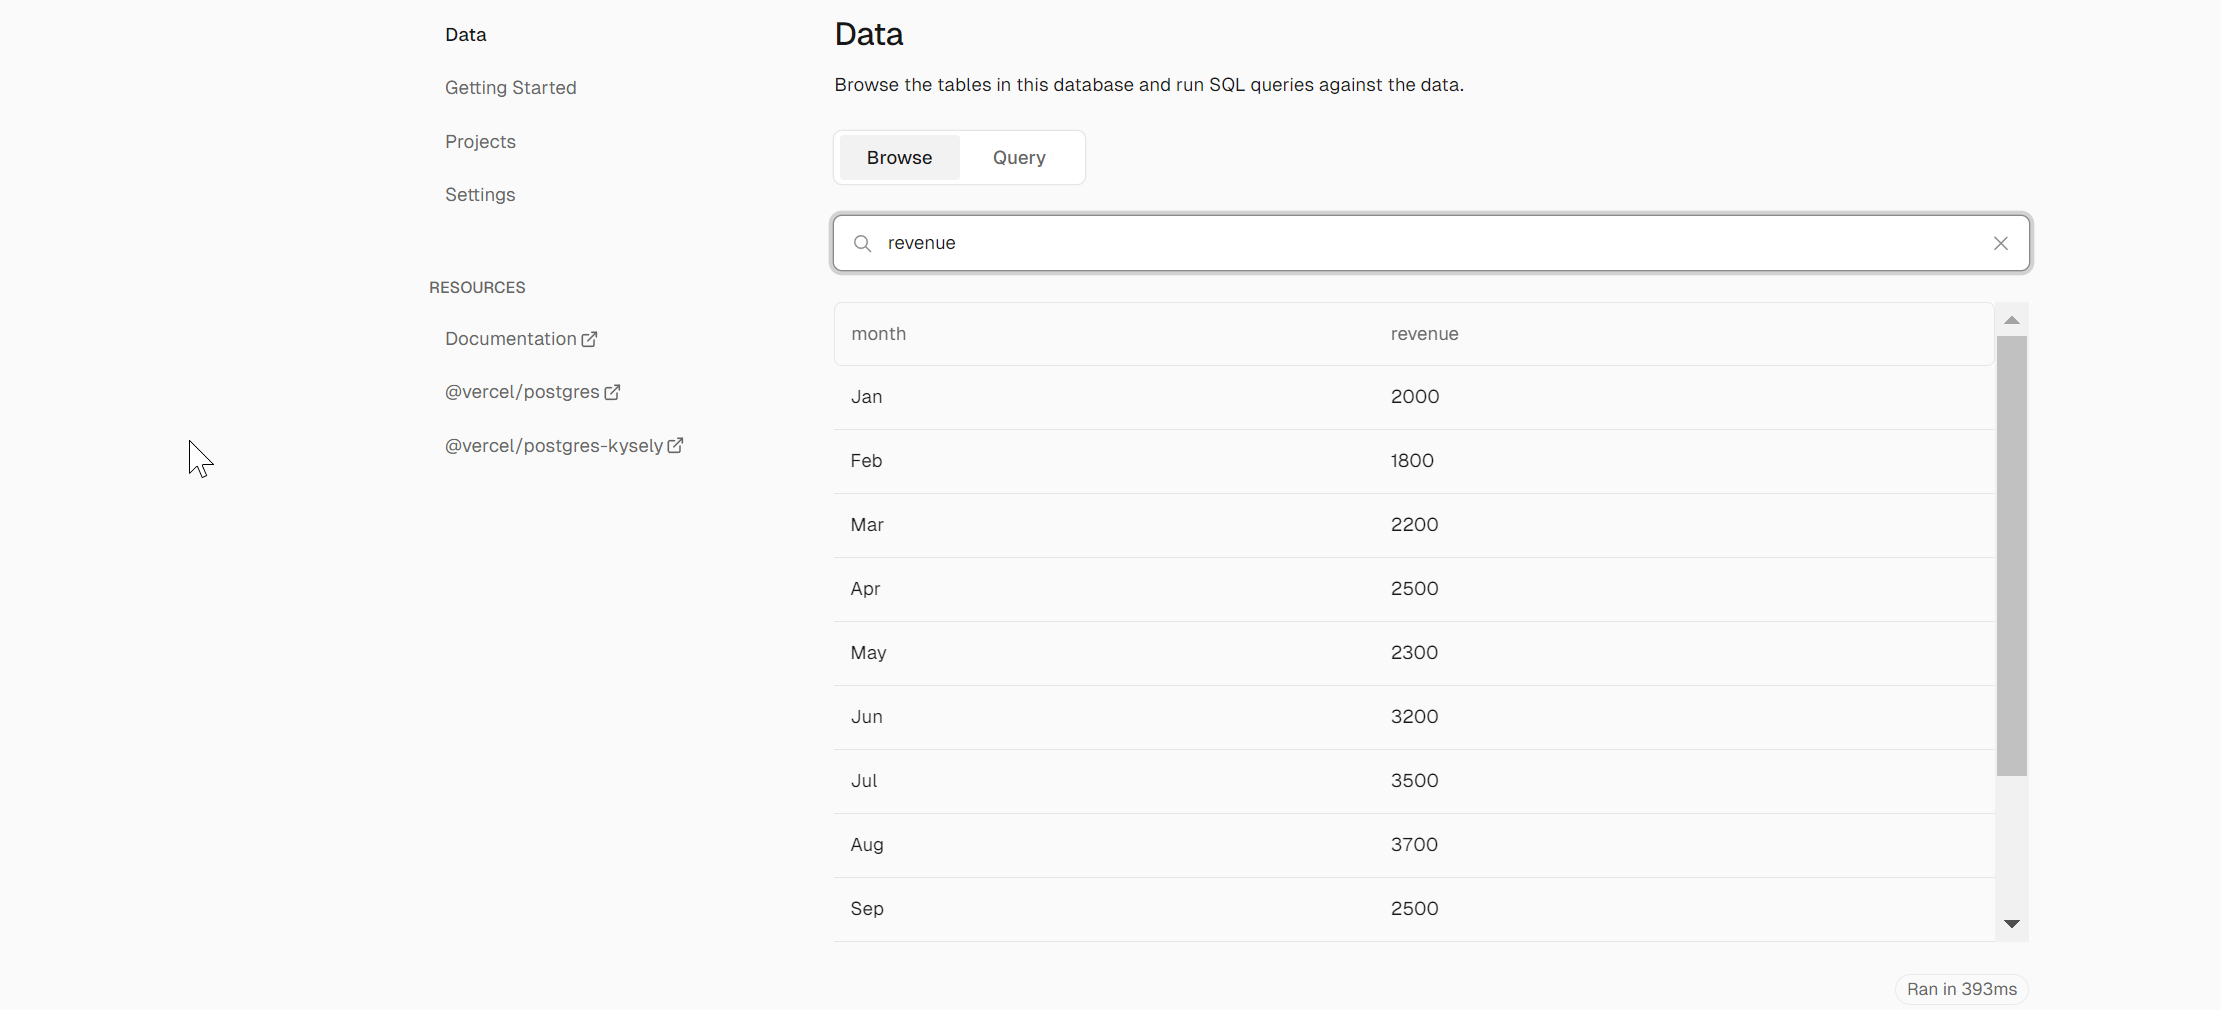 Data
Getting Started
Projects
Settings
RESOURCES
Documentation
@vercel/postgres
@vercel/postgres-kysely
Data
Browse the tables in this database and run SQL queries against the data.
Browse Query
revenue
month revenue
Jan 2000
Feb 1800
Mar 2200
Apr 2500
May 2300
Jun 3200
Jul 3500
Aug 3700
Sep 2500
Ran in 393ms